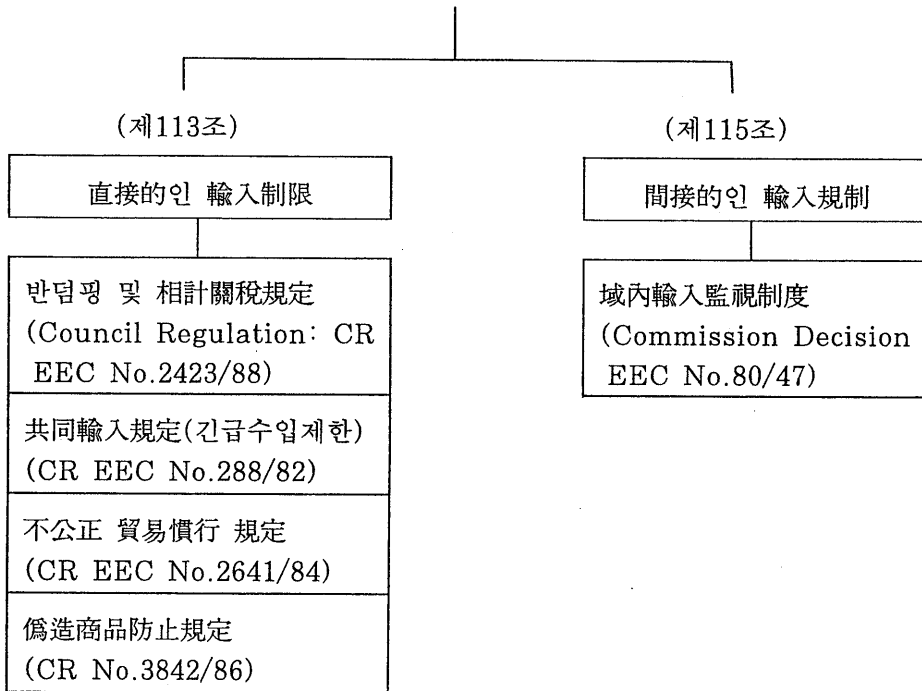 (제113조)
直接的인 輸入制限
반덤핑 및 相計關稅規定
(Council Regulation: CR
EEC No.2423/88)
共同輸入規定(긴급수입제한)
(CR EEC No.288/82)
不公正 貿易慣行 規定
(CR EEC No.2641/84)
僞造商品防止規定
(CR No.3842/86)
(제115조)
間接的인 輸入規制
域內輸入監視制度
(Commission Decision
EEC No.80/47)